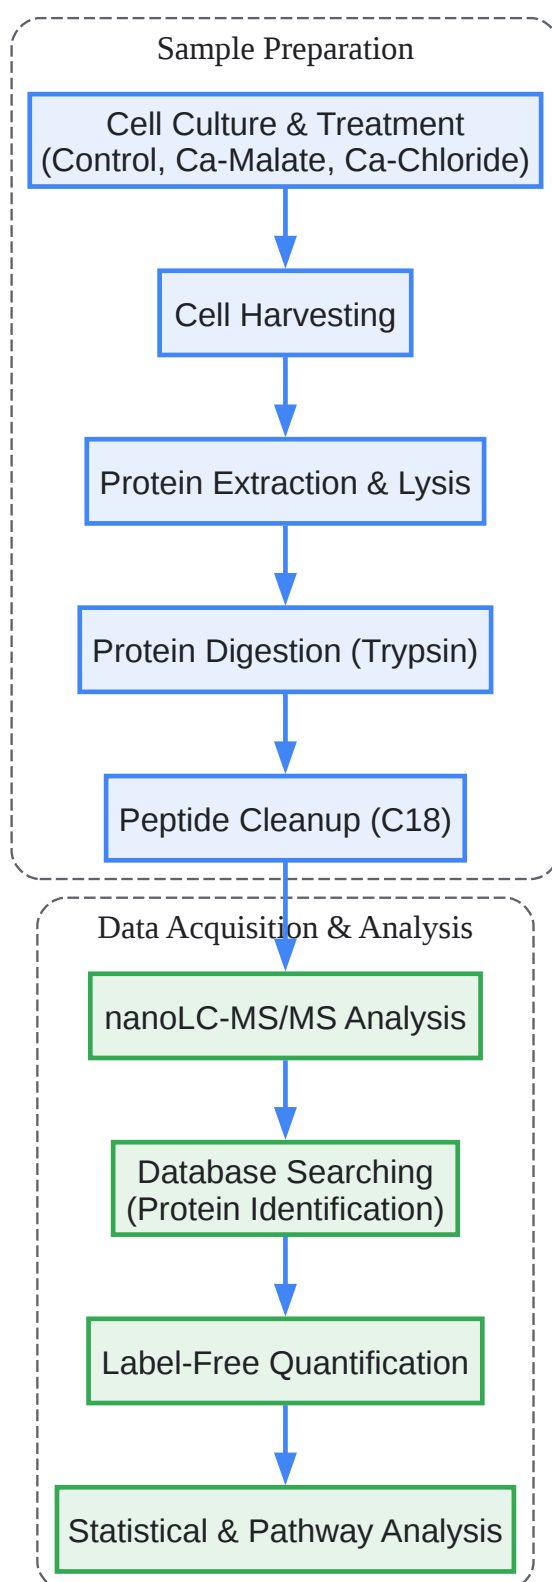 Sample Preparation
Cell Culture & Treatment
(Control, Ca-Malate, Ca-Chloride)
Cell Harvesting
Protein Extraction & Lysis
Protein Digestion (Trypsin)
Peptide Cleanup (C18)
Data Acquisition & Analysis
nanoLC-MS/MS Analysis
Database Searching
(Protein Identification)
Label-Free Quantification
Statistical & Pathway Analysis